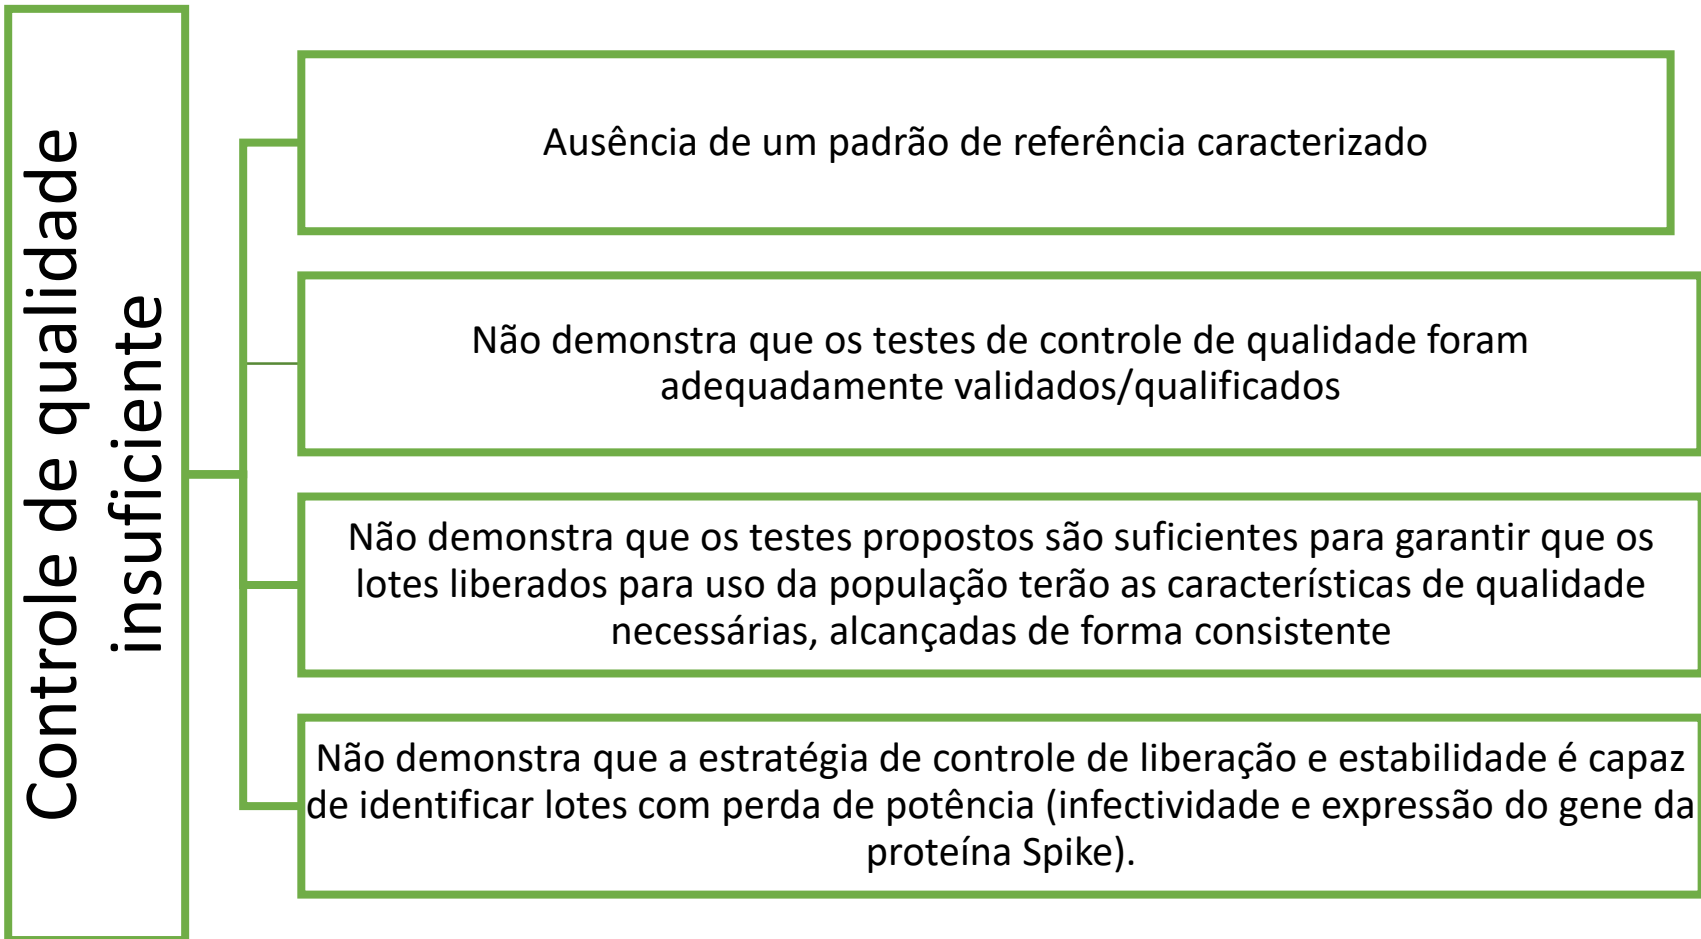 Controle de qualidade
insuficiente
Ausência de um padrão de referência caracterizado
Não demonstra que os testes de controle de qualidade foram
adequadamente validados/qualificados
Não demonstra que os testes propostos são suficientes para garantir que os
lotes liberados para uso da população terão as características de qualidade
necessárias, alcançadas de forma consistente
Não demonstra que a estratégia de controle de liberação e estabilidade é capaz
de identificar lotes com perda de potência (infectividade e expressão do gene da
proteína Spike).